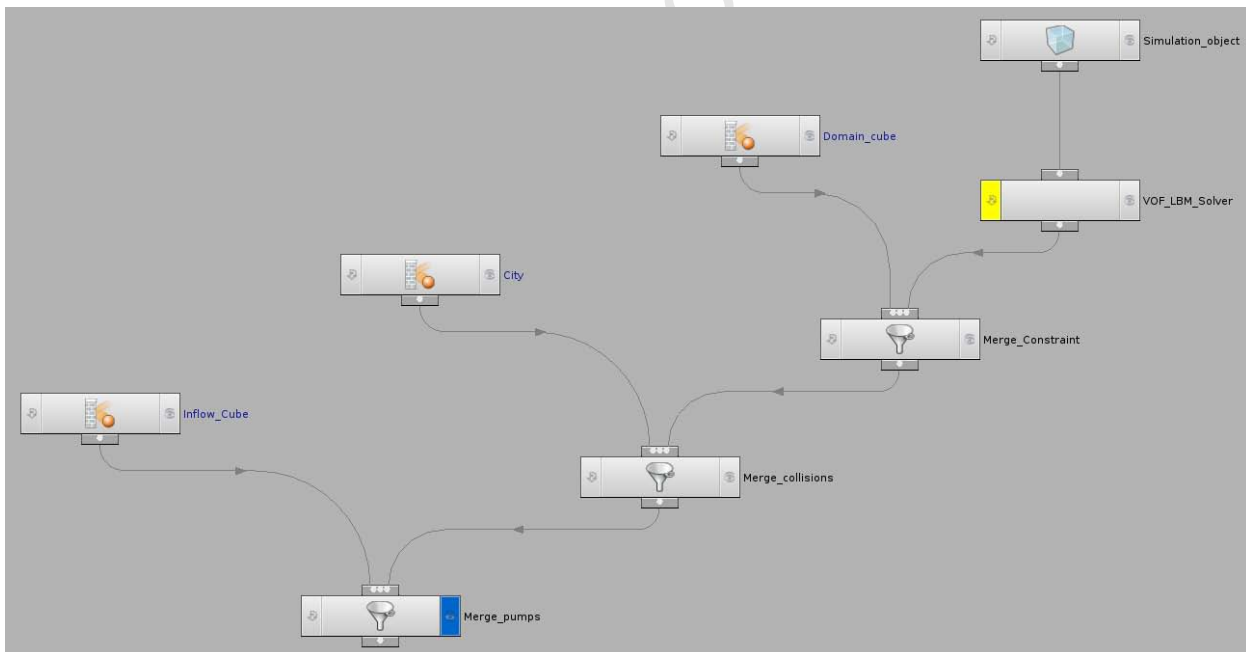 Simulation_object
Domain_cube
VOF_LBM_Solver
City
Merge_Constraint
Inflow_Cube
Merge_collisions
Merge_pumps